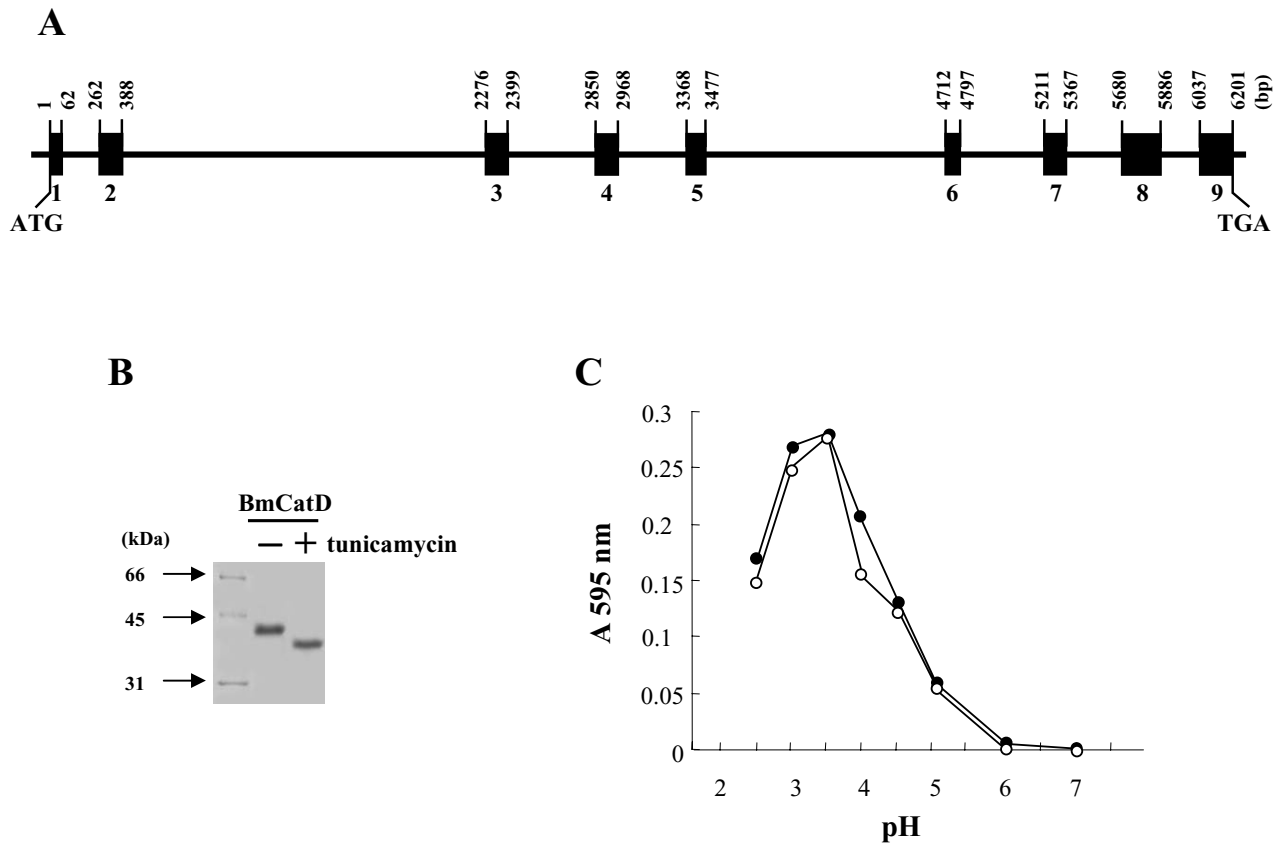 A
1 62 262 388 2276 2399 2850 2968 3368 3477 4712 4797 5211 5367 5680 5886 6037 6201 (bp)
1 2 3 4 5 6 7 8 9
ATG TGA
B
BmCatD
(kDa) − + tunicamycin
66
45
31
C
0.3
0.25
0.2
0.15
0.1
0.05
0
A 595 nm
2 3 4 5 6 7
pH